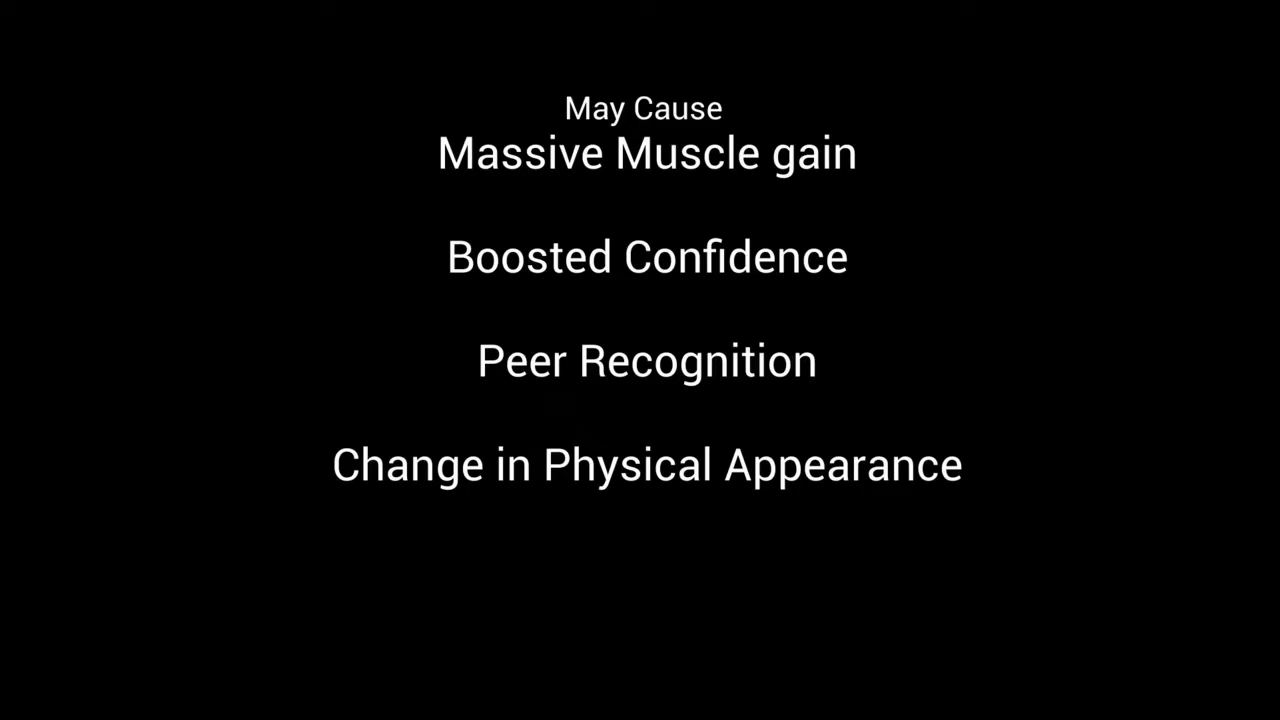 May Cause
Massive Muscle gain
Boosted Confidence
Peer Recognition
Change in Physical Appearance